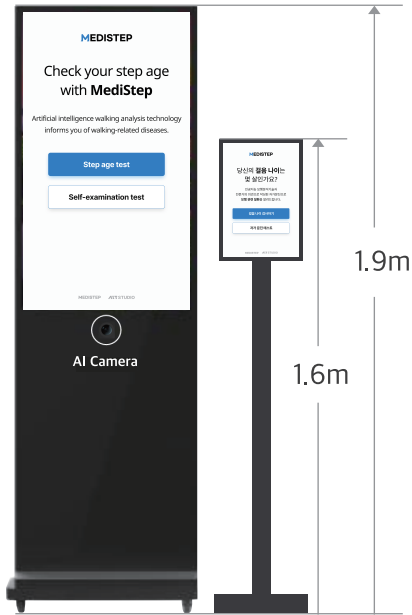 MEDISTEP
Check your step age
with MediStep
Artificial intelligence walking analysis technology
informs you of walking-related diseases.
Step age test
Self-examination test
MEDISTEP
AI Camera
MEDISTEP
당신의 걸음 나이는
몇 살인가요?
1.9m
1.6m